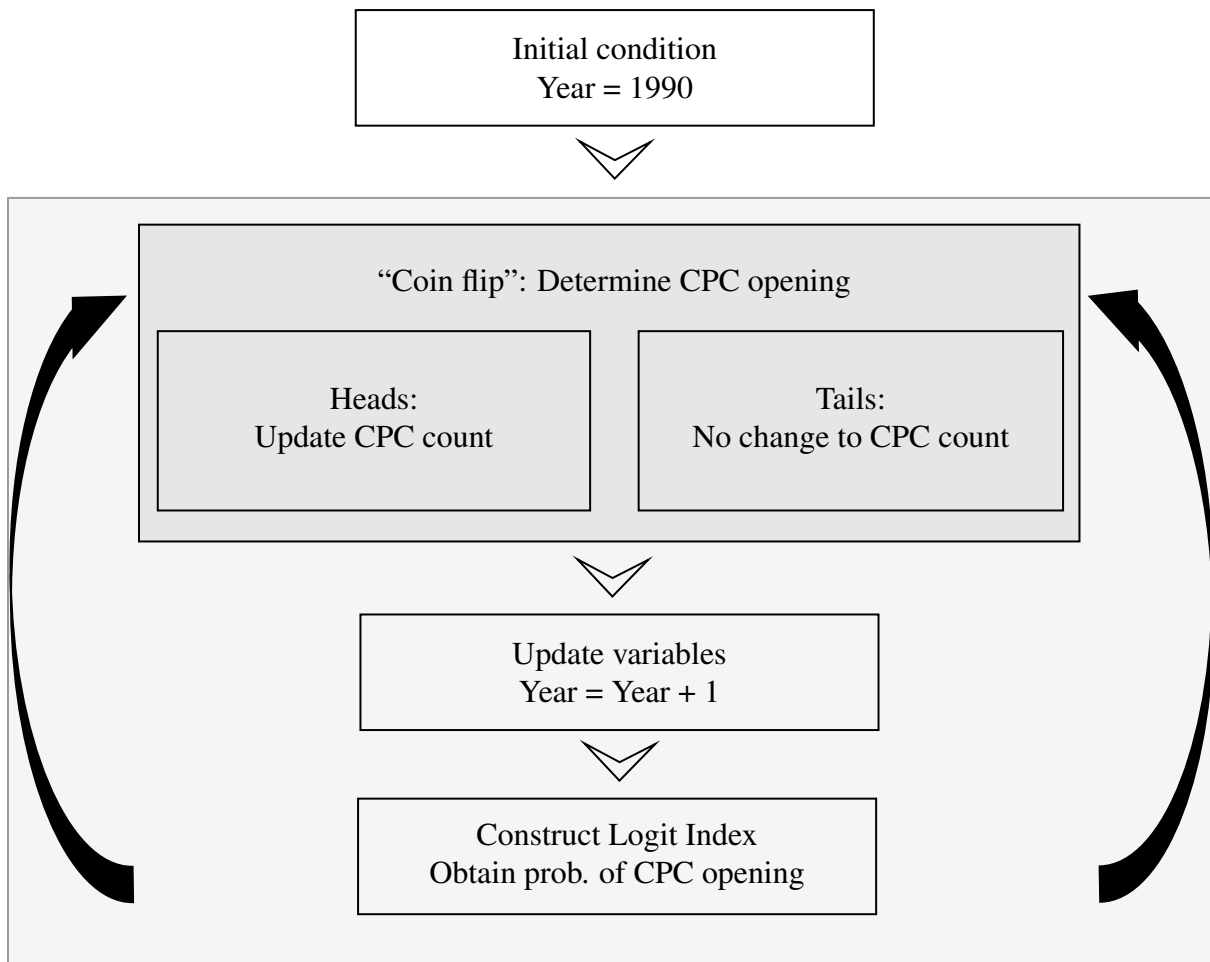 Initial condition
Year = 1990
“Coin flip”: Determine CPC opening
Heads:
Update CPC count
Tails:
No change to CPC count
Update variables
Year = Year + 1
Construct Logit Index
Obtain prob. of CPC opening